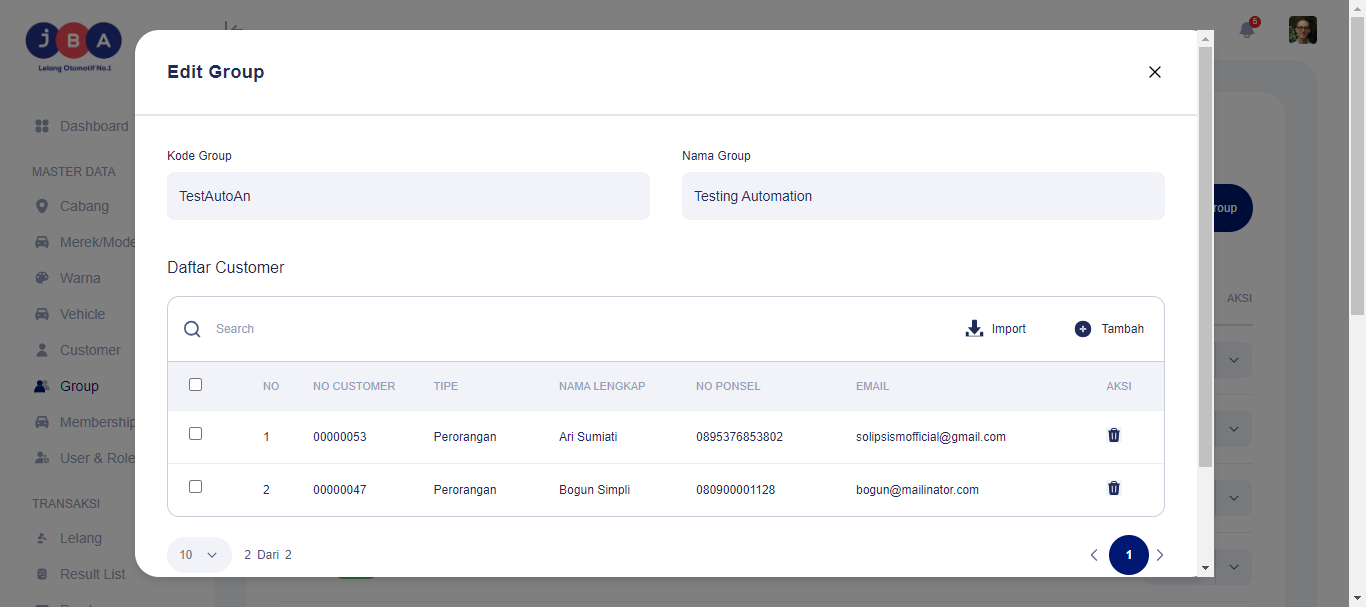 JBA
Lelang Otomotif No.1
5
Edit Group
Dashboard
MASTER DATA
Cabang
Merek/Mode
Warna
Vehicle
Customer
Group
Membership
User & Role
TRANSAKSI
Lelang
Result List
Kode Group
Nama Group
TestAutoAn
Testing Automation
roup
Daftar Customer
Search
Import
Tambah
AKSI
NO NO CUSTOMER TIPE NAMA LENGKAP NO PONSEL EMAIL AKSI
1 00000053 Perorangan Ari Sumiati 0895376853802 solipsismofficial@gmail.com
2 00000047 Perorangan Bogun Simpli 080900001128 bogun@mailinator.com
10
2 Dari 2
1